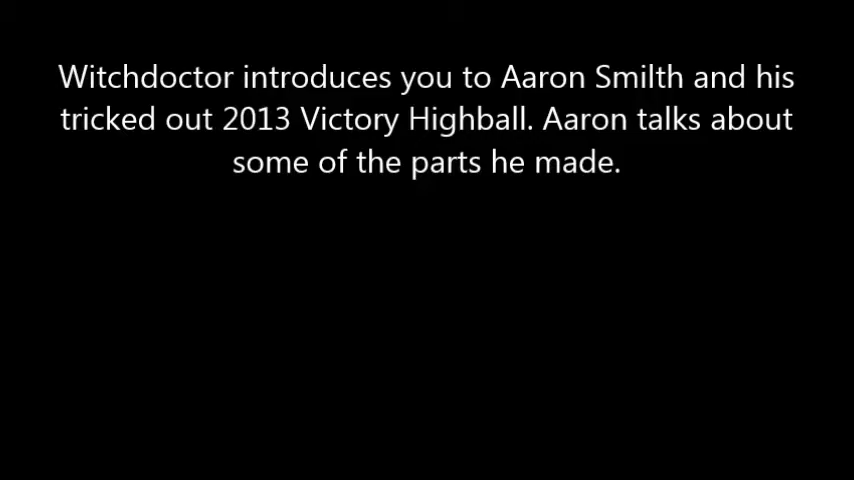 Witchdoctor introduces you to Aaron Smilth and his
tricked out 2013 Victory Highball. Aaron talks about
some of the parts he made.